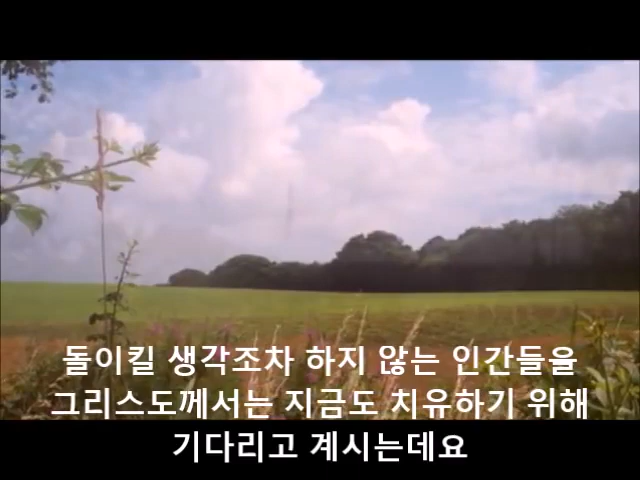 돌이킬 생각조차 하지 않는 인간들을
그리스도께서는 지금도 치유하기 위해
기다리고 계시는데요